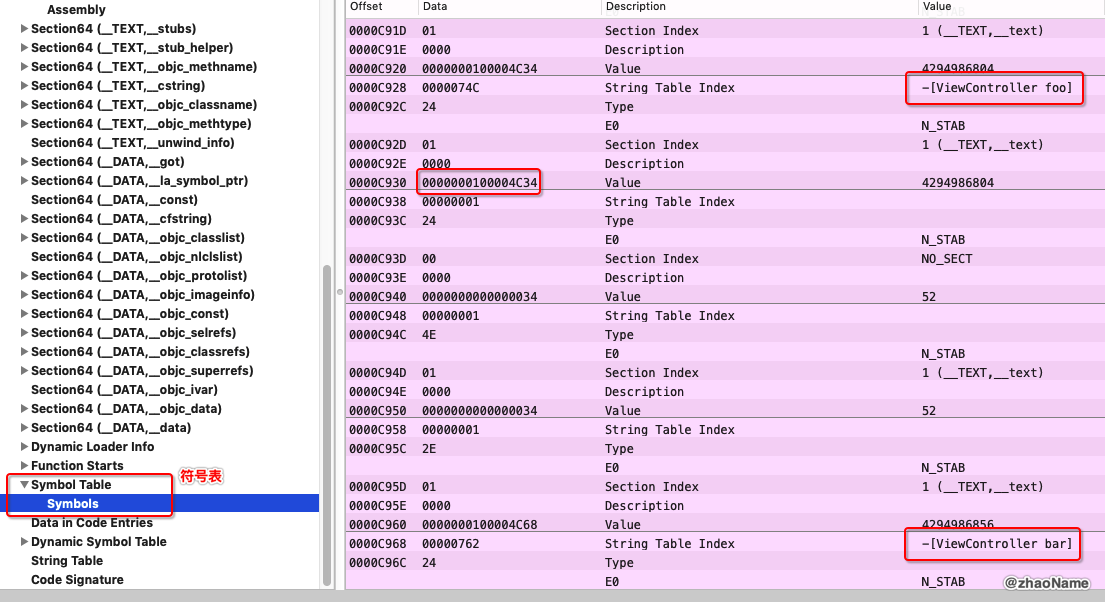 Assembly
Section64 (__TEXT,__stubs)
Section64 (__TEXT,__stub_helper)
Section64 (__TEXT,__objc_methname)
Section64 (__TEXT,__cstring)
Section64 (__TEXT,__objc_classname)
Section64 (__TEXT,__objc_methtype)
Section64 (__TEXT,__unwind_info)
Section64 (__DATA,__got)
Section64 (__DATA,__la_symbol_ptr)
Section64 (__DATA,__const)
Section64 (__DATA,__cfstring)
Section64 (__DATA,__objc_classlist)
Section64 (__DATA,__objc_nlclslist)
Section64 (__DATA,__objc_protolist)
Section64 (__DATA,__objc_imageinfo)
Section64 (__DATA,__objc_const)
Section64 (__DATA,__objc_selrefs)
Section64 (__DATA,__objc_classrefs)
Section64 (__DATA,__objc_superrefs)
Section64 (__DATA,__objc_ivar)
Section64 (__DATA,__objc_data)
Section64 (__DATA,__data)
Dynamic Loader Info
Function Starts
Symbol Table 符号表
Symbols
Data in Code Entries
Dynamic Symbol Table
String Table
Code Signature
Offset Data Description Value
0000C91D 01 Section Index 1 (__TEXT,__text)
0000C91E 0000 Description
0000C920 0000000100004C34 Value 4294986804
0000C928 0000074C String Table Index -[ViewController foo]
0000C92C 24 Type
E0 N_STAB
0000C92D 01 Section Index 1 (__TEXT,__text)
0000C92E 0000 Description
0000C930 0000000100004C34 Value 4294986804
0000C938 00000001 String Table Index
0000C93C 24 Type
E0 N_STAB
0000C93D 00 Section Index NO_SECT
0000C93E 0000 Description
0000C940 0000000000000034 Value 52
0000C948 00000001 String Table Index
0000C94C 4E Type
E0 N_STAB
0000C94D 01 Section Index 1 (__TEXT,__text)
0000C94E 0000 Description
0000C950 0000000000000034 Value 52
0000C958 00000001 String Table Index
0000C95C 2E Type
E0 N_STAB
0000C95D 01 Section Index 1 (__TEXT,__text)
0000C95E 0000 Description
0000C960 0000000100004C68 Value 4294986856
0000C968 00000762 String Table Index -[ViewController bar]
0000C96C 24 Type
E0 N_STAB
@zhaoName